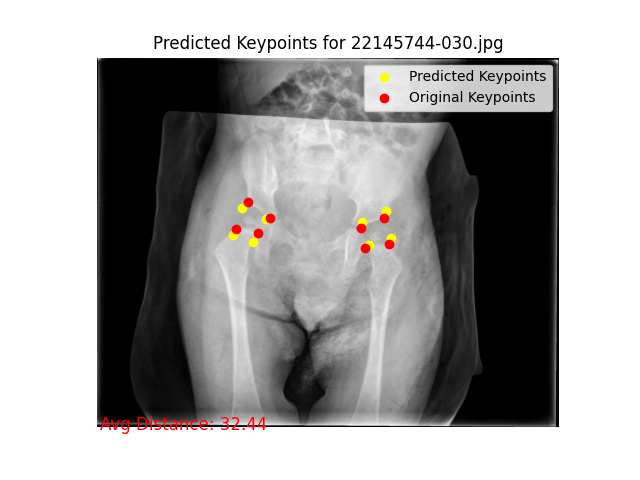 Predicted Keypoints for 22145744-030.jpg
Predicted Keypoints
Original Keypoints
Avg Distance: 32.44